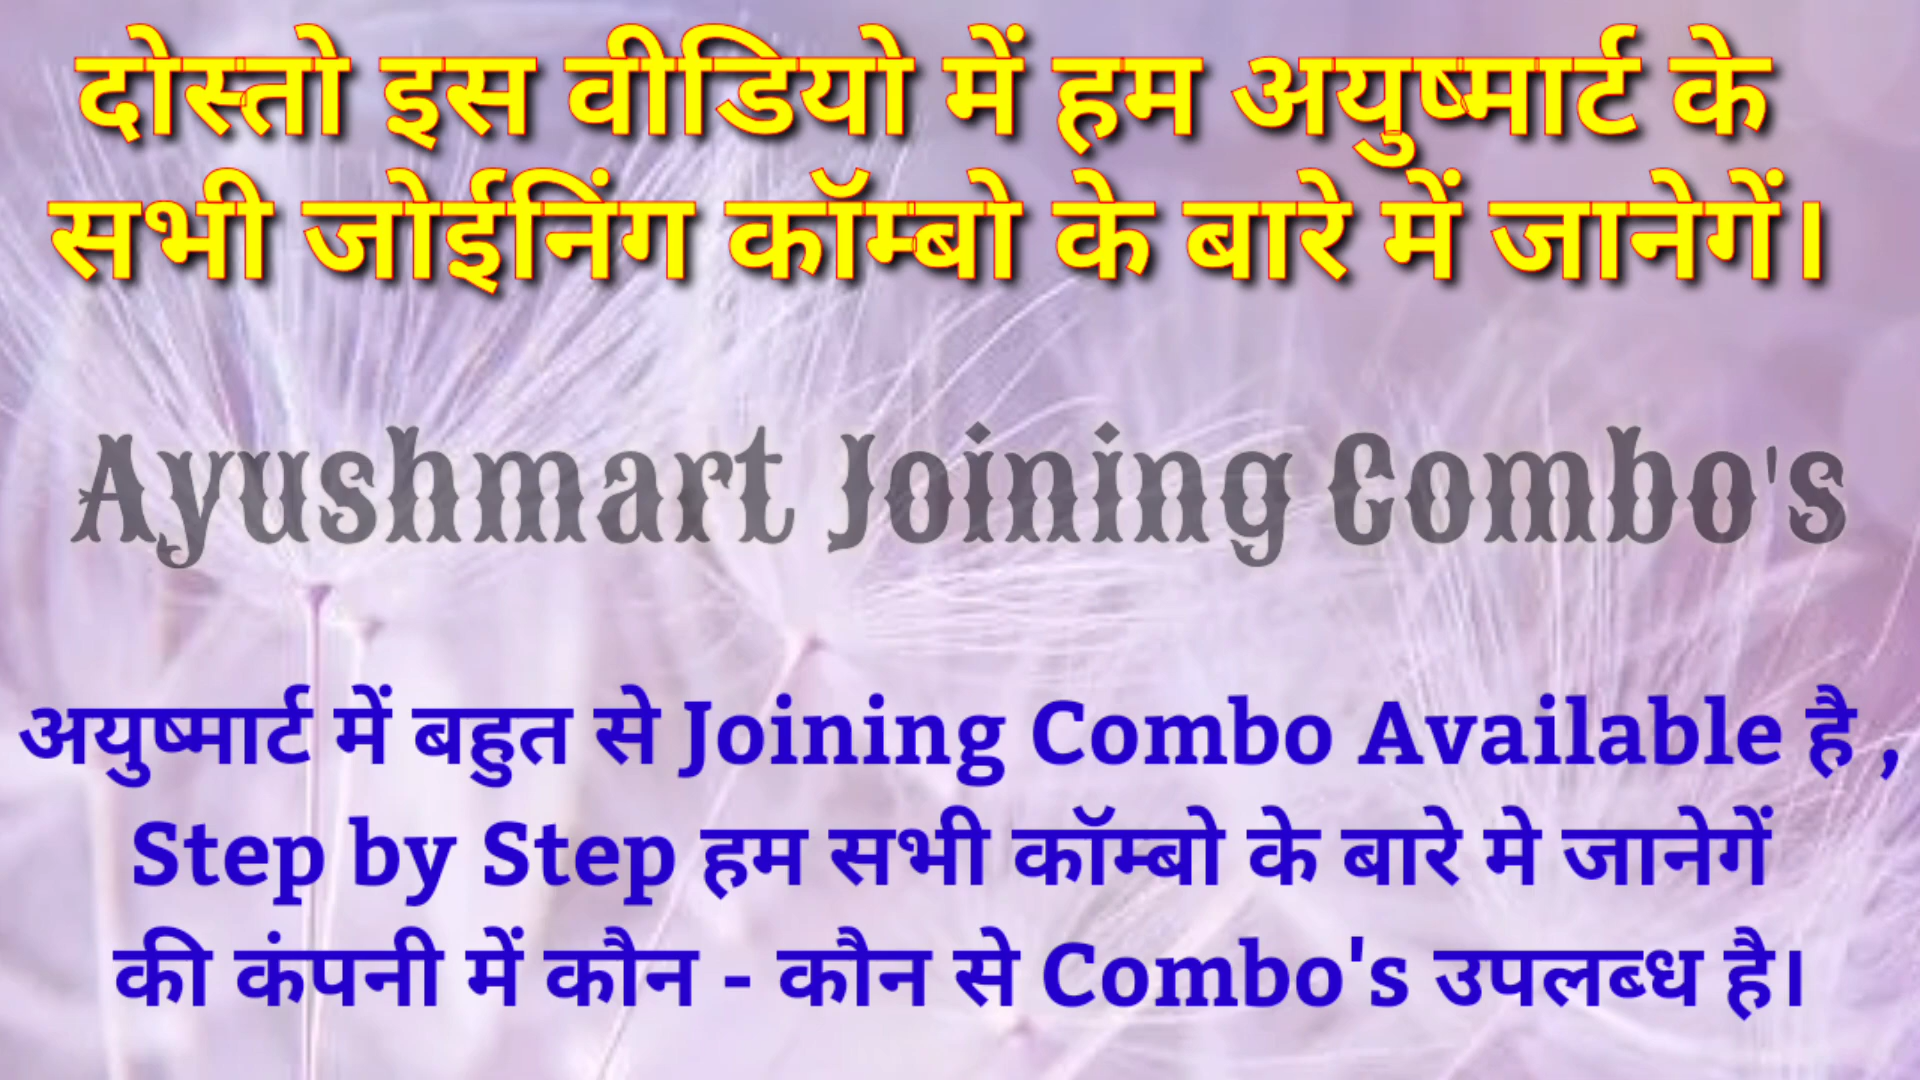 दोस्तो इस वीडियो में हम अयुष्मार्ट के
सभी जोईनिंग कॉम्बो के बारे में जानेगें।
Ayushmart Joining Combo's
अयुष्मार्ट में बहुत से Joining Combo Available है ,
Step by Step हम सभी कॉम्बो के बारे मे जानेगें
की कंपनी में कौन - कौन से Combo's उपलब्ध है।